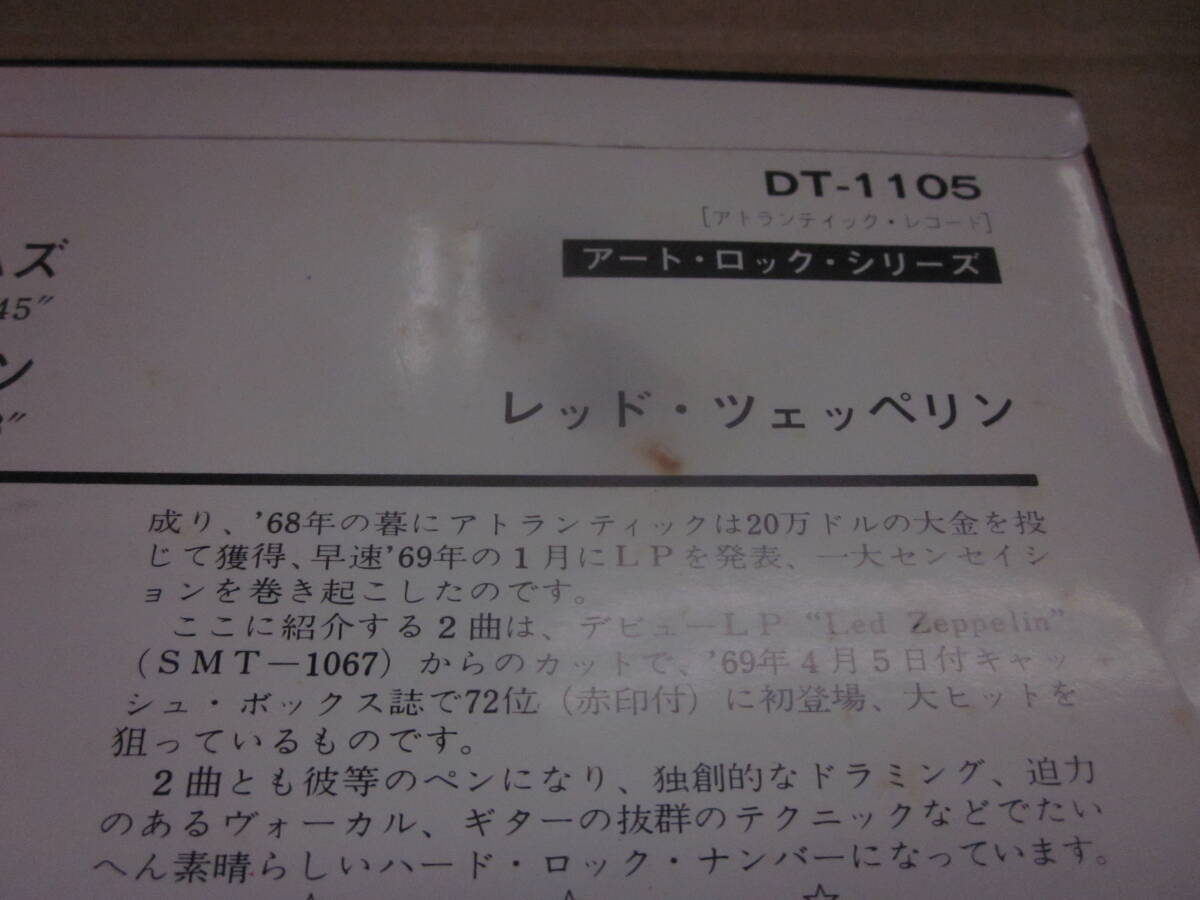 DT-1105
[アトランティック・レコード]
アート・ロック・シリーズ
ムズ
45″
ン
3″
レッド・ツェッペリン
成り、’68年の暮にアトランティックは20万ドルの大金を投
じて獲得、早速’69年の1月にLPを発表、一大センセイシ
ョンを巻き起こしたのです。
ここに紹介する2曲は、デビューLP “Led Zeppelin”
(SMT—1067) からのカットで、’69年4月5日付キャッ
シュ・ボックス誌で72位 (赤印付) に初登場、大ヒットを
狙っているものです。
2曲とも彼等のペンになり、独創的なドラミング、迫力
のあるヴォーカル、ギターの抜群のテクニックなどでたい
へん素晴らしいハード・ロック・ナンバーになっています。